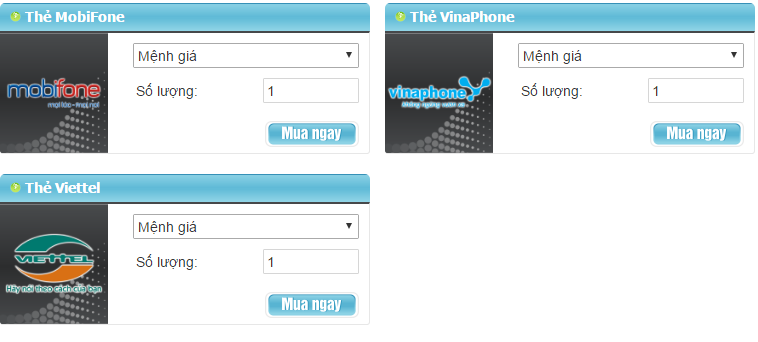 Thẻ MobiFone
mobifone
mọi lúc - mọi nơi
Mệnh giá
Số lượng:
1
Mua ngay
Thẻ VinaPhone
vinaphone
không ngừng vươn xa
Mệnh giá
Số lượng:
1
Mua ngay
Thẻ Viettel
VIETTEL
Hãy nói theo cách của bạn
Mệnh giá
Số lượng:
1
Mua ngay